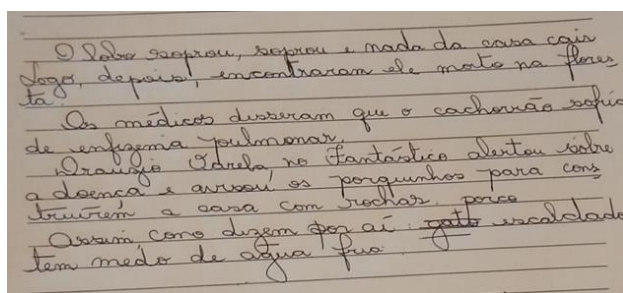 O Lobo soprou, soprou e nada da casa cair
Logo, depois, encontraram ele morto na flores
ta.
Os médicos disseram que o cachorrão sofria
de enfizema pulmonar.
Drauzio Varela, no Fantástico alertou sobre
a doença e avisou os porquinhos para cons
truírem a casa com rochas. porco
Assim, como dizem por aí: gato escaldado
tem medo de agua fria.